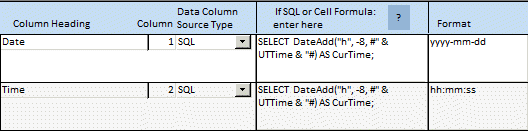 Column Heading Column Data Column Source Type If SQL or Cell Formula: enter here ? Format
Date 1 SQL SELECT DateAdd("h", -8, #" & yyyy-mm-dd
UTTime & "#) AS CurTime;
Time 2 SQL SELECT DateAdd("h", -8, #" & hh:mm:ss
UTTime & "#) AS CurTime;